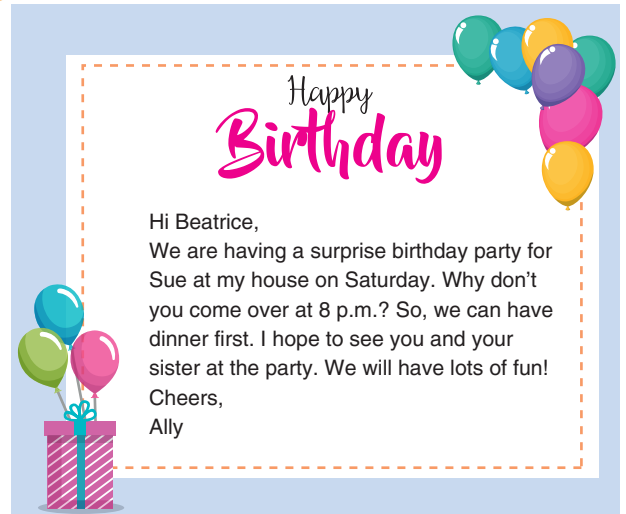 Happy
Birthday
Hi Beatrice,
We are having a surprise birthday party for
Sue at my house on Saturday. Why don’t
you come over at 8 p.m.? So, we can have
dinner first. I hope to see you and your
sister at the party. We will have lots of fun!
Cheers,
Ally